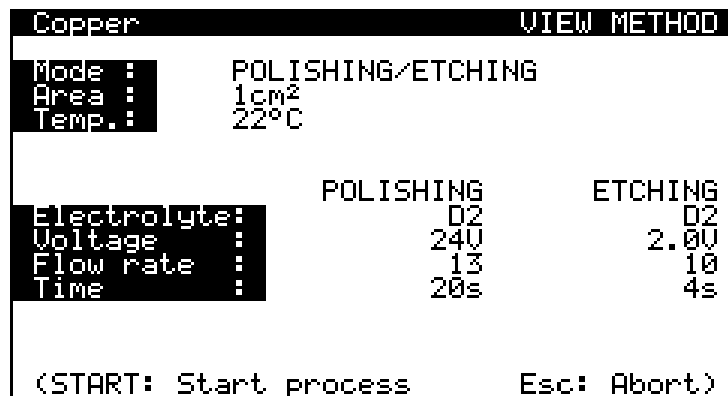 Copper VIEW METHOD
Mode : POLISHING/ETCHING
Area : 1cm²
Temp.: 22ºC
POLISHING ETCHING
Electrolyte: D2 D2
Voltage : 24V 2.0V
Flow rate : 13 10
Time : 20s 4s
(START: Start process Esc: Abort)